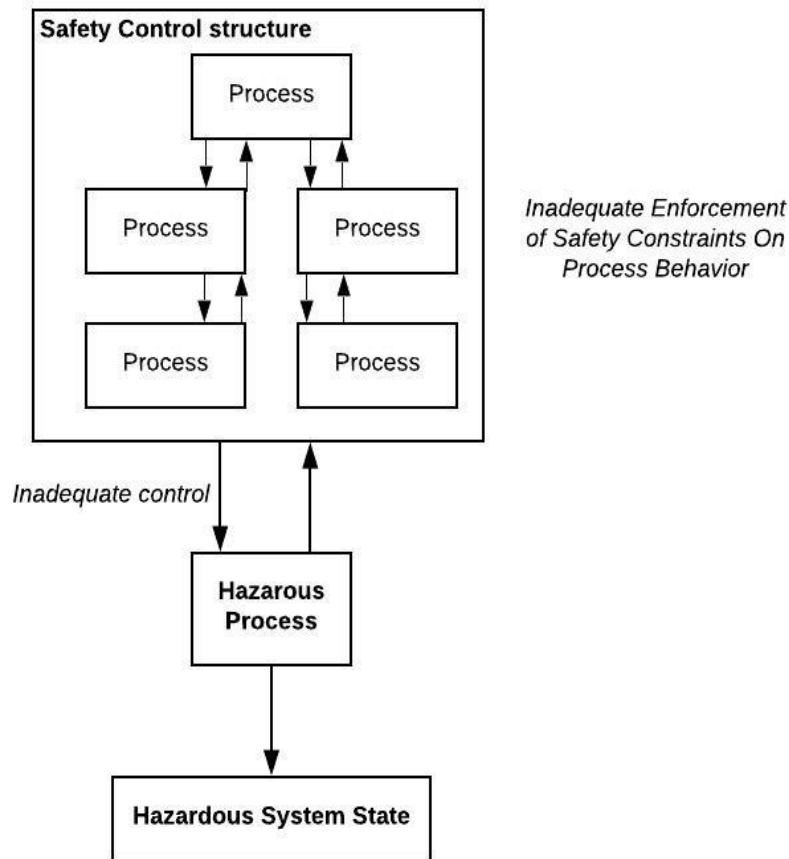 Safety Control structure
Process
Process
Process
Inadequate Enforcement
of Safety Constraints On
Process Behavior
Process
Process
Inadequate control
Hazarous
Process
Hazardous System State